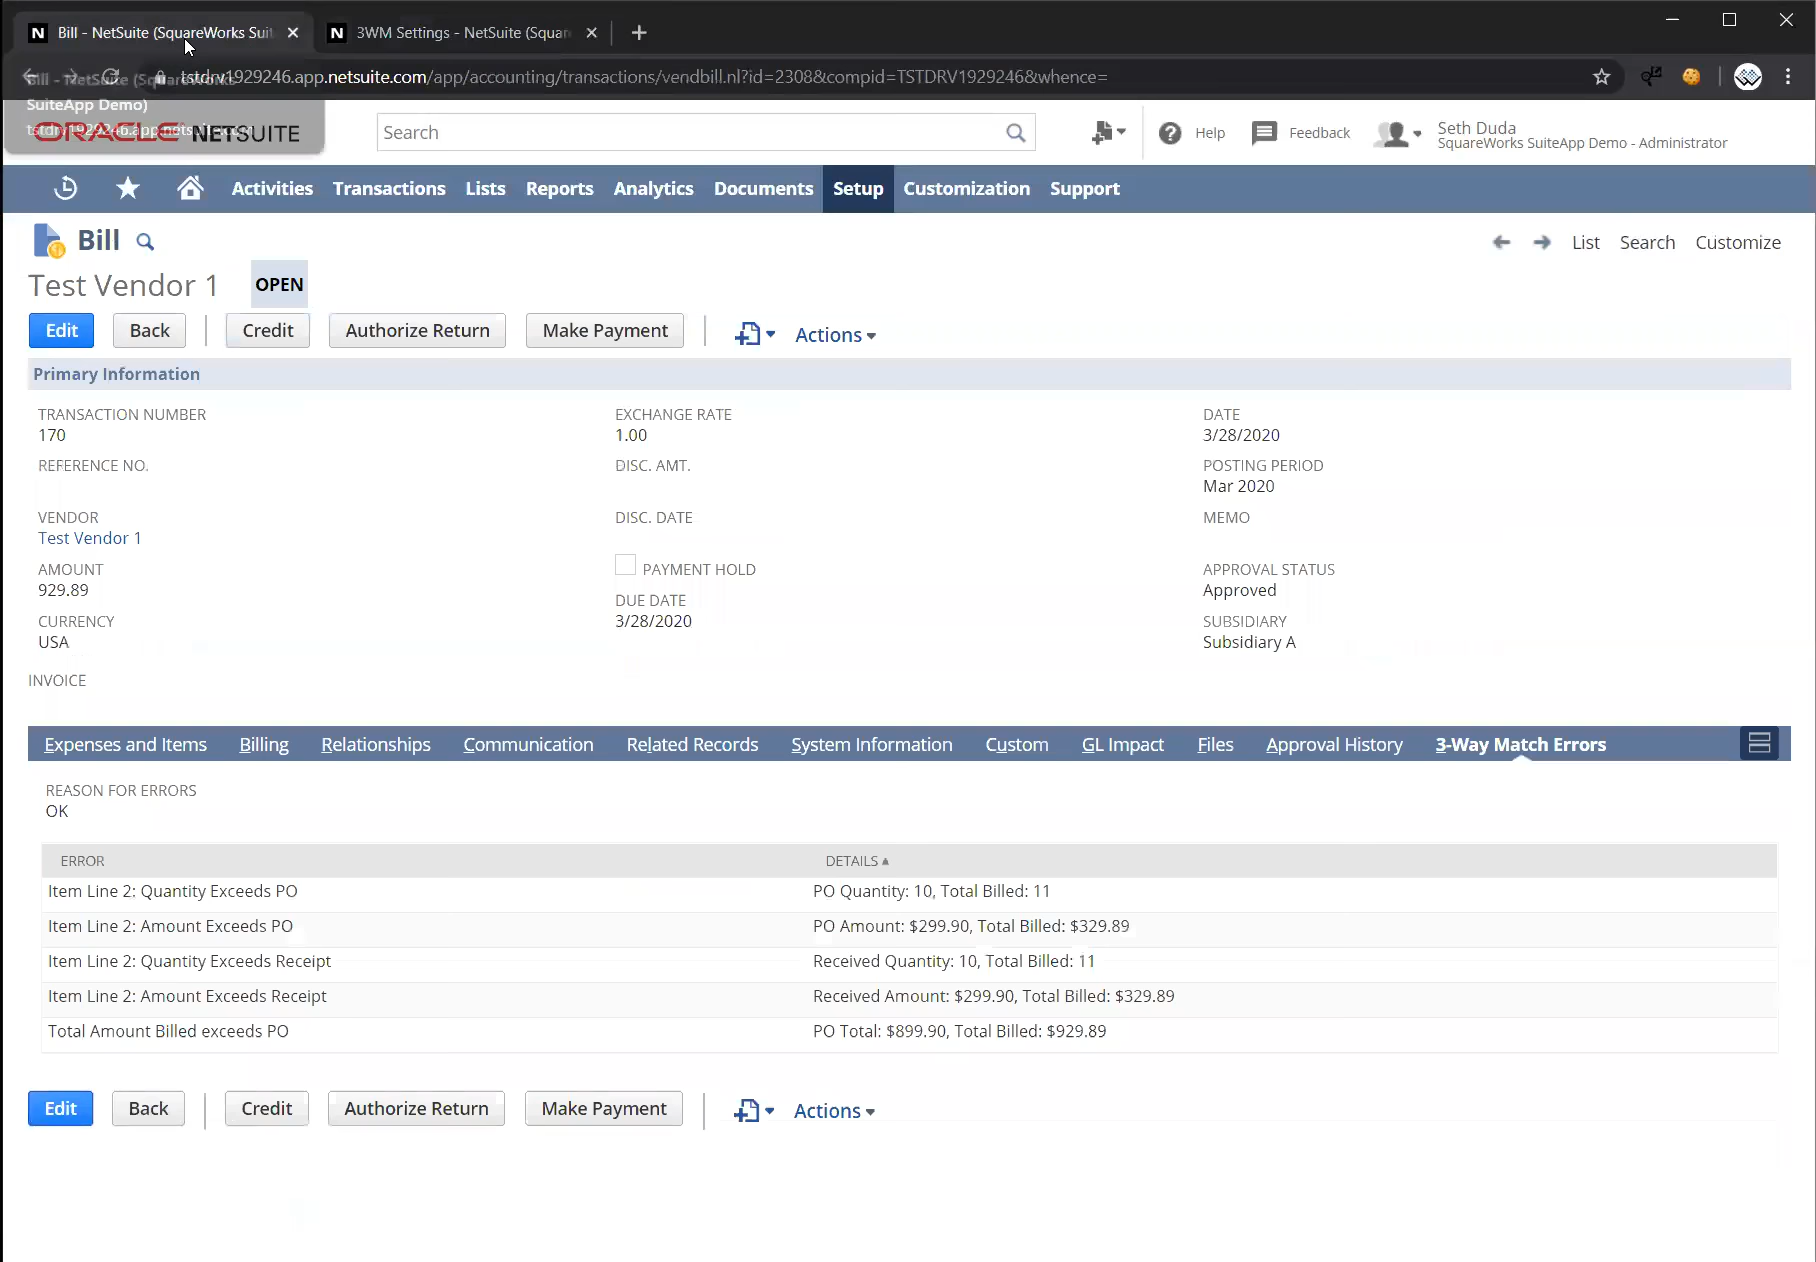 Bill - NetSuite (SquareWorks Suit
3WM Settings - NetSuite (Squar
tstdrv1929246.app.netsuite.com/app/accounting/transactions/vendbill.nl?id=2308&compid=TSTDRV1929246&whence=
Bill - NetSuite (SquareWorks
SuiteApp Demo)
tstdrv1929246.app.netsuite.com
ORACLE NETSUITE
Search
Help
Feedback
Seth Duda
SquareWorks SuiteApp Demo - Administrator
Activities Transactions Lists Reports Analytics Documents Setup Customization Support
Bill
List Search Customize
Test Vendor 1 OPEN
Edit Back Credit Authorize Return Make Payment Actions
Primary Information
TRANSACTION NUMBER
170
REFERENCE NO.
VENDOR
Test Vendor 1
AMOUNT
929.89
CURRENCY
USA
EXCHANGE RATE
1.00
DISC. AMT.
DISC. DATE
PAYMENT HOLD
DUE DATE
3/28/2020
DATE
3/28/2020
POSTING PERIOD
Mar 2020
MEMO
APPROVAL STATUS
Approved
SUBSIDIARY
Subsidiary A
INVOICE
Expenses and Items Billing Relationships Communication Related Records System Information Custom GL Impact Files Approval History 3-Way Match Errors
REASON FOR ERRORS
OK
ERROR DETAILS
Item Line 2: Quantity Exceeds PO PO Quantity: 10, Total Billed: 11
Item Line 2: Amount Exceeds PO PO Amount: $299.90, Total Billed: $329.89
Item Line 2: Quantity Exceeds Receipt Received Quantity: 10, Total Billed: 11
Item Line 2: Amount Exceeds Receipt Received Amount: $299.90, Total Billed: $329.89
Total Amount Billed exceeds PO PO Total: $899.90, Total Billed: $929.89
Edit Back Credit Authorize Return Make Payment Actions